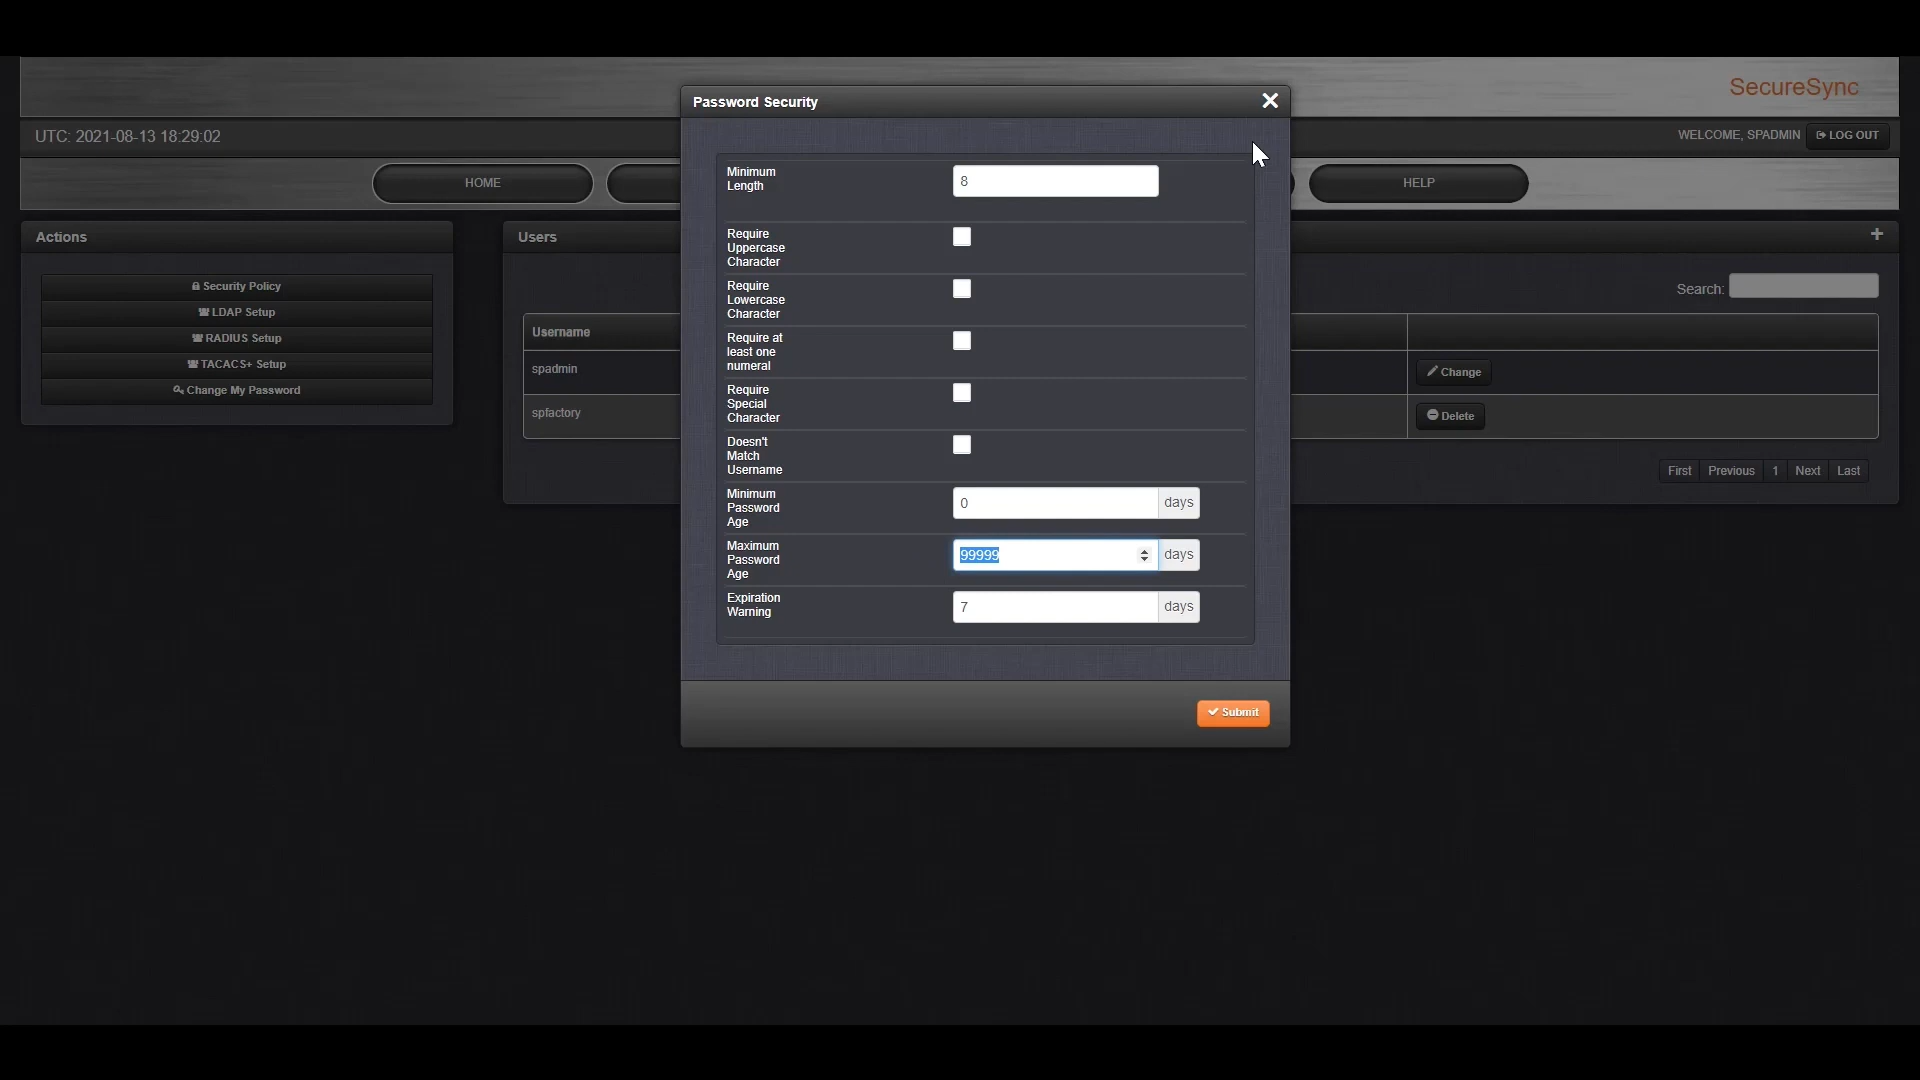 SecureSync
UTC: 2021-08-13 18:29:02
WELCOME, SPADMIN
LOG OUT
HOME
HELP
Actions
Security Policy
LDAP Setup
RADIUS Setup
TACACS+ Setup
Change My Password
Users
+
Search:
Username
spadmin
Change
spfactory
Delete
First Previous 1 Next Last
Password Security
Minimum
Length
8
Require
Uppercase
Character
Require
Lowercase
Character
Require at
least one
numeral
Require
Special
Character
Doesn't
Match
Username
Minimum
Password
Age
0 days
Maximum
Password
Age
99999 days
Expiration
Warning
7 days
Submit